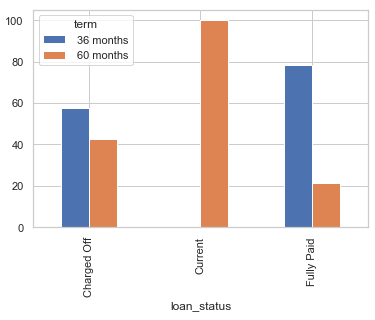 100
80
60
40
20
0
term
36 months
60 months
Charged Off
Current
Fully Paid
loan_status